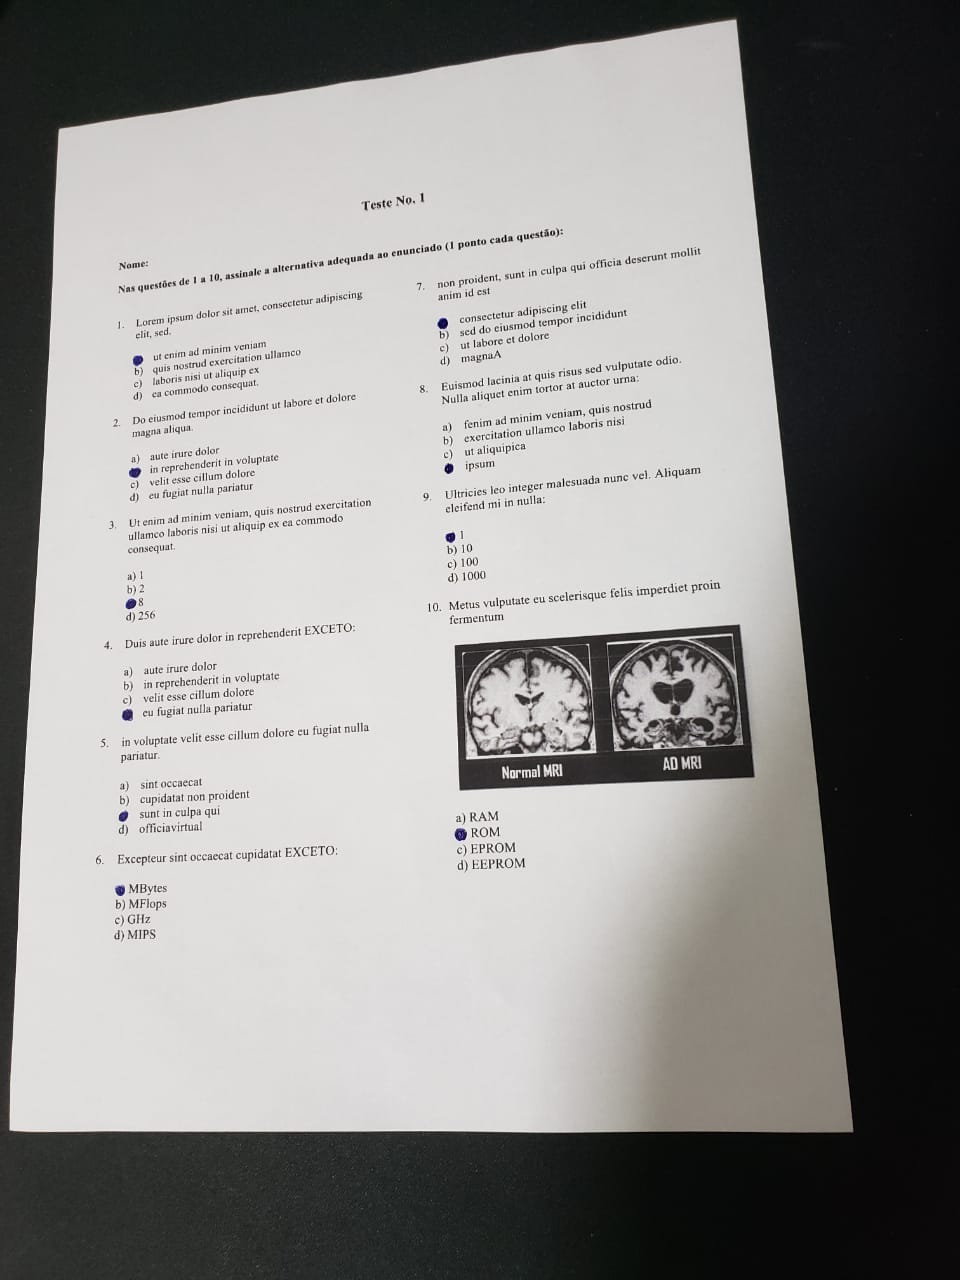 Teste No. 1
Nome:
Nas questões de 1 a 10, assinale a alternativa adequada ao enunciado (1 ponto cada questão):
1. Lorem ipsum dolor sit amet, consectetur adipiscing
elit, sed.
ut enim ad minim veniam
b) quis nostrud exercitation ullamco
c) laboris nisi ut aliquip ex
d) ea commodo consequat.
2. Do eiusmod tempor incididunt ut labore et dolore
magna aliqua.
a) aute irure dolor
in reprehenderit in voluptate
c) velit esse cillum dolore
d) eu fugiat nulla pariatur
3. Ut enim ad minim veniam, quis nostrud exercitation
ullamco laboris nisi ut aliquip ex ea commodo
consequat.
a) 1
b) 2
8
d) 256
4. Duis aute irure dolor in reprehenderit EXCETO:
a) aute irure dolor
b) in reprehenderit in voluptate
c) velit esse cillum dolore
eu fugiat nulla pariatur
5. in voluptate velit esse cillum dolore eu fugiat nulla
pariatur.
a) sint occaecat
b) cupidatat non proident
sunt in culpa qui
d) officiavirtual
6. Excepteur sint occaecat cupidatat EXCETO:
MBytes
b) MFlops
c) GHz
d) MIPS
7. non proident, sunt in culpa qui officia deserunt mollit
anim id est
consectetur adipiscing elit
b) sed do eiusmod tempor incididunt
c) ut labore et dolore
d) magnaA
8. Euismod lacinia at quis risus sed vulputate odio.
Nulla aliquet enim tortor at auctor urna:
a) fenim ad minim veniam, quis nostrud
b) exercitation ullamco laboris nisi
c) ut aliquipica
ipsum
9. Ultricies leo integer malesuada nunc vel. Aliquam
eleifend mi in nulla:
1
b) 10
c) 100
d) 1000
10. Metus vulputate eu scelerisque felis imperdiet proin
fermentum
Normal MRI
AD MRI
a) RAM
ROM
c) EPROM
d) EEPROM